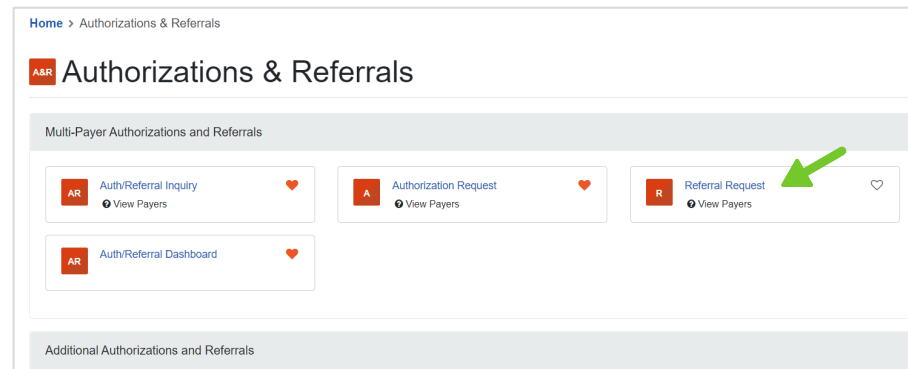 Home > Authorizations & Referrals
A&R Authorizations & Referrals
Multi-Payer Authorizations and Referrals
AR Auth/Referral Inquiry
? View Payers
A Authorization Request
? View Payers
R Referral Request
? View Payers
AR Auth/Referral Dashboard
Additional Authorizations and Referrals